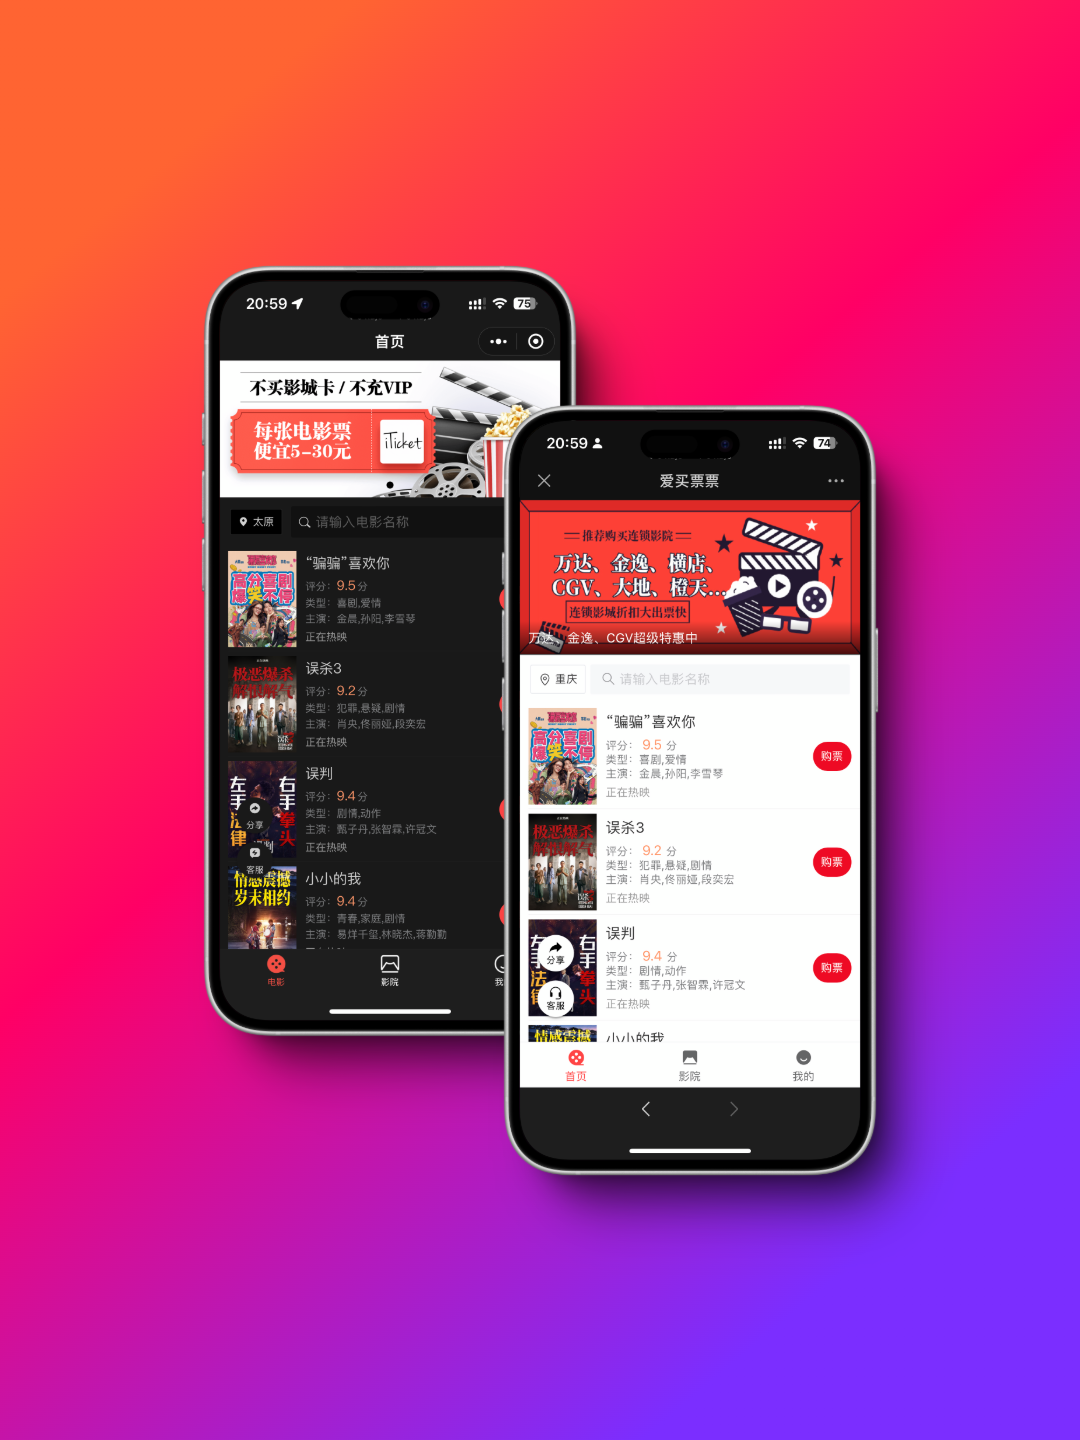 20:59
75
首页
不买影城卡 / 不充VIP
每张电影票
便宜5-30元
iTicket
太原
请输入电影名称
高分喜剧
爆笑不停
“骗骗”喜欢你
评分：9.5分
类型：喜剧,爱情
主演：金晨,孙阳,李雪琴
正在热映
极恶爆杀
解恨解气
误杀3
评分：9.2分
类型：犯罪,悬疑,剧情
主演：肖央,佟丽娅,段奕宏
正在热映
左手法律
右手拳头
误判
评分：9.4分
类型：剧情,动作
主演：甄子丹,张智霖,许冠文
正在热映
分享
客服
情感震撼
岁末相约
小小的我
评分：9.4分
类型：青春,家庭,剧情
主演：易烊千玺,林晓杰,蒋勤勤
电影
影院
我
20:59
74
爱买票票
推荐购买连锁影院
万达、金逸、横店、
CGV、大地、橙天...
连锁影城折扣大出票快
万达、金逸、CGV超级特惠中
重庆
请输入电影名称
高分喜剧
爆笑不停
“骗骗”喜欢你
评分： 9.5 分
类型：喜剧,爱情
主演：金晨,孙阳,李雪琴
正在热映
购票
极恶爆杀
解恨解气
误杀3
评分： 9.2 分
类型：犯罪,悬疑,剧情
主演：肖央,佟丽娅,段奕宏
正在热映
购票
右手拳头
误判
评分： 9.4 分
类型：剧情,动作
主演：甄子丹,张智霖,许冠文
正在热映
购票
分享
客服
情感震撼
小小的我
首页
影院
我的